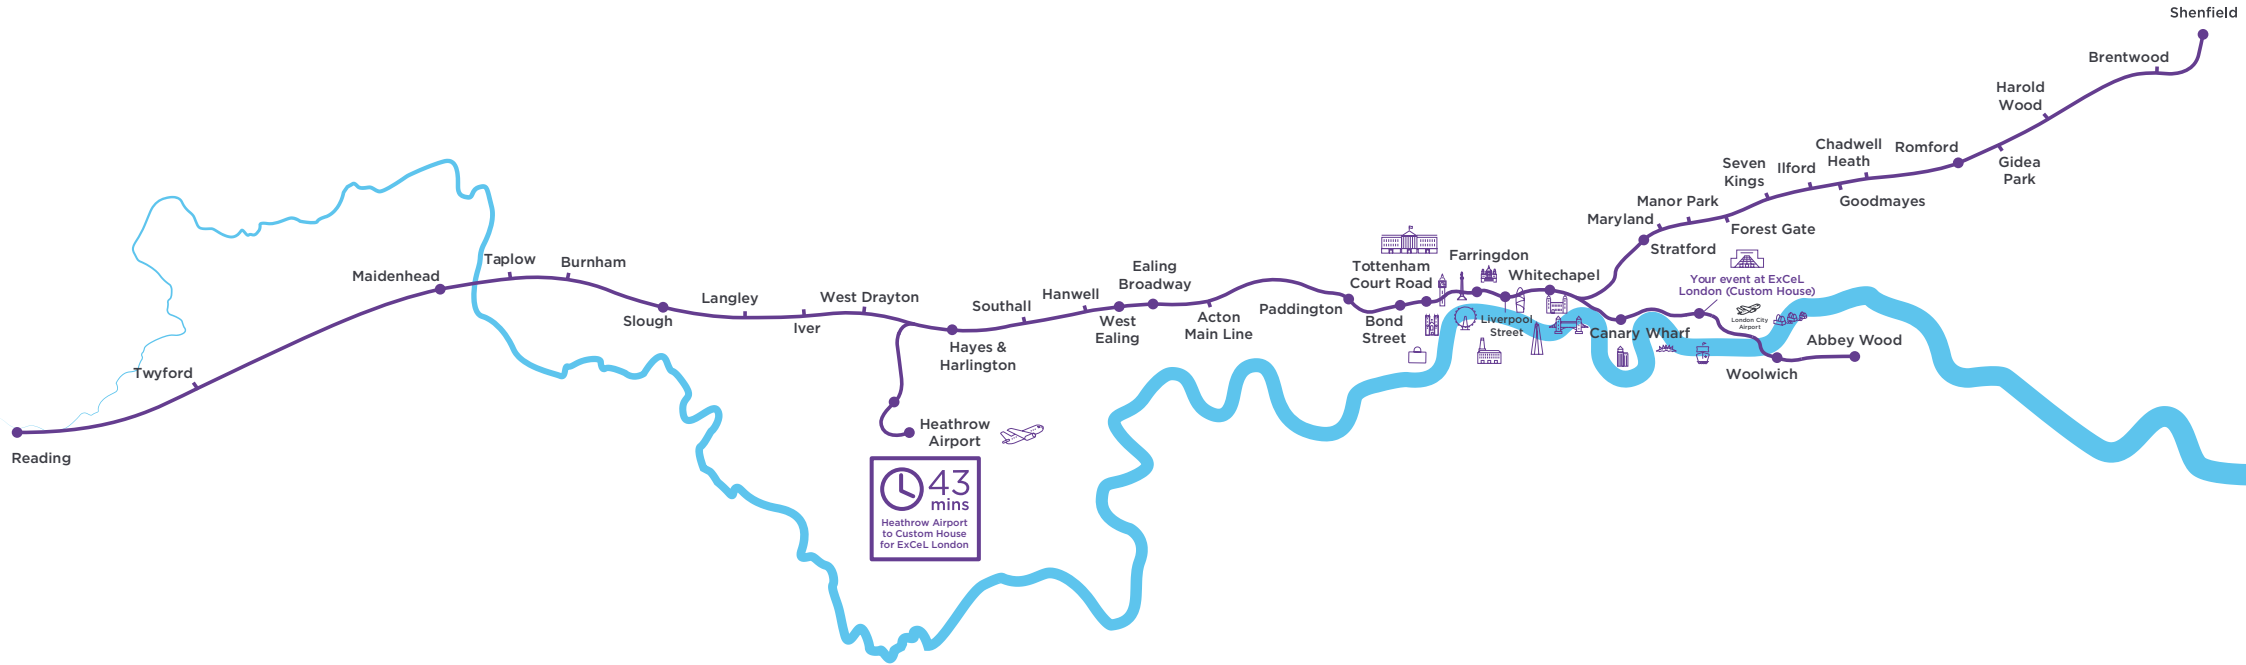 Shenfield
Brentwood
Harold
Wood
Gidea
Park
Romford
Chadwell
Heath
Goodmayes
Ilford
Seven
Kings
Forest Gate
Manor Park
Maryland
Stratford
Your event at ExCeL
London (Custom House)
London City
Airport
Abbey Wood
Woolwich
Canary Wharf
Whitechapel
Liverpool
Street
Farringdon
Tottenham
Court Road
Bond
Street
Paddington
Acton
Main Line
Ealing
Broadway
West
Ealing
Hanwell
Southall
Hayes &
Harlington
West Drayton
Iver
Langley
Slough
Burnham
Taplow
Maidenhead
Twyford
Reading
Heathrow
Airport
43
mins
Heathrow Airport
to Custom House
for ExCeL London